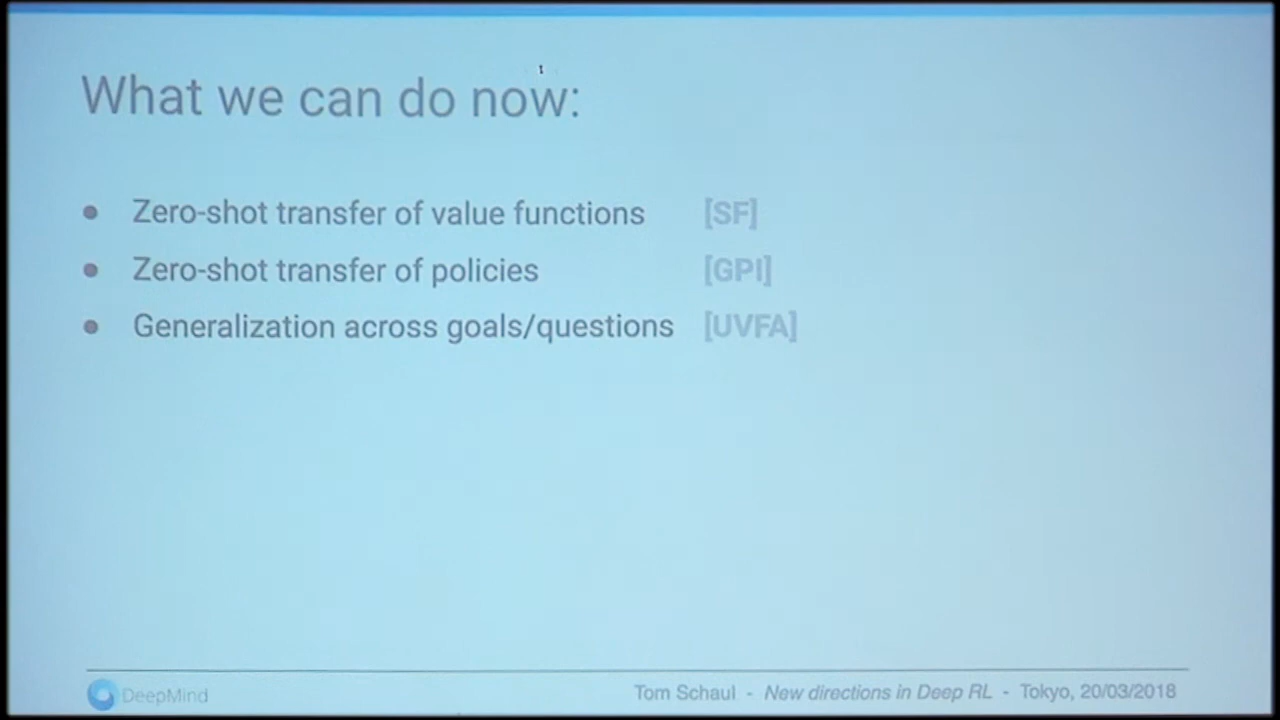 What we can do now:
● Zero-shot transfer of value functions [SF]
● Zero-shot transfer of policies [GPI]
● Generalization across goals/questions [UVFA]
DeepMind
Tom Schaul - New directions in Deep RL - Tokyo, 20/03/2018